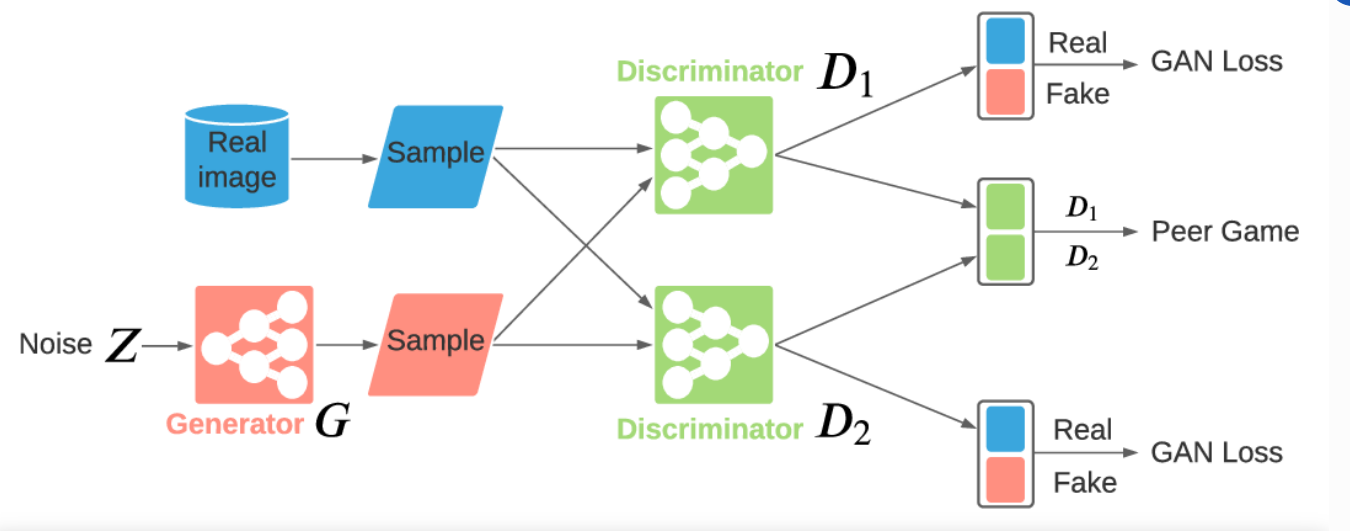 Discriminator D₁
Real
Fake
GAN Loss
Real
image
Sample
D₁
D₂
Peer Game
Noise Z
Generator G
Sample
Discriminator D₂
Real
Fake
GAN Loss